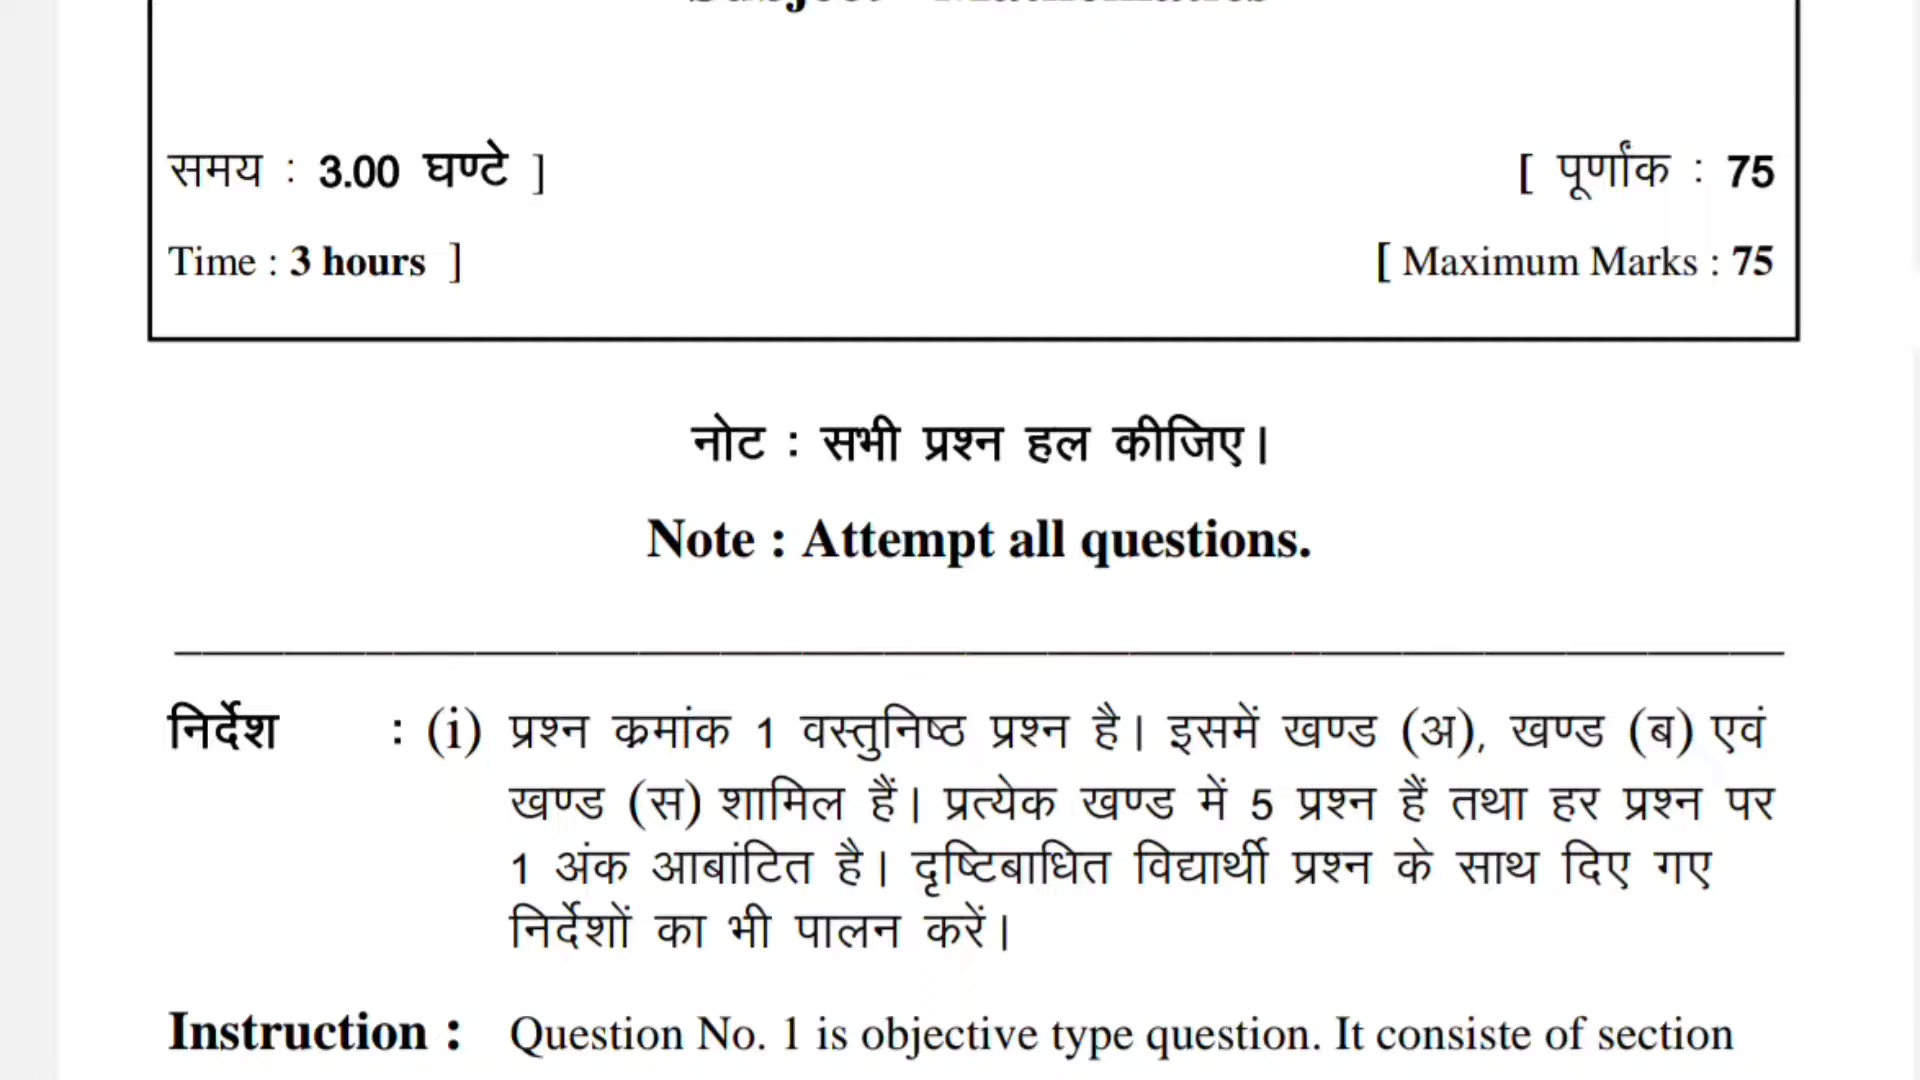 समय : 3.00 घण्टे ]
[ पूर्णांक : 75
Time : 3 hours ]
[ Maximum Marks : 75
नोट : सभी प्रश्न हल कीजिए।
Note : Attempt all questions.
निर्देश : (i) प्रश्न क्रमांक 1 वस्तुनिष्ठ प्रश्न है। इसमें खण्ड (अ), खण्ड (ब) एवं
खण्ड (स) शामिल हैं। प्रत्येक खण्ड में 5 प्रश्न हैं तथा हर प्रश्न पर
1 अंक आबांटित है। दृष्टिबाधित विद्यार्थी प्रश्न के साथ दिए गए
निर्देशों का भी पालन करें।
Instruction : Question No. 1 is objective type question. It consiste of section